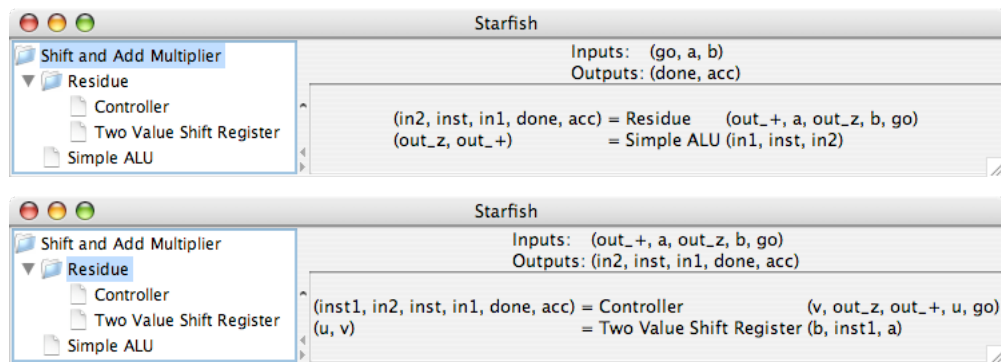 Starfish
Shift and Add Multiplier
Residue
Controller
Two Value Shift Register
Simple ALU
Inputs: (go, a, b)
Outputs: (done, acc)
(in2, inst, in1, done, acc) = Residue (out_+, a, out_z, b, go)
(out_z, out_+) = Simple ALU (in1, inst, in2)
Starfish
Shift and Add Multiplier
Residue
Controller
Two Value Shift Register
Simple ALU
Inputs: (out_+, a, out_z, b, go)
Outputs: (in2, inst, in1, done, acc)
(inst1, in2, inst, in1, done, acc) = Controller (v, out_z, out_+, u, go)
(u, v) = Two Value Shift Register (b, inst1, a)